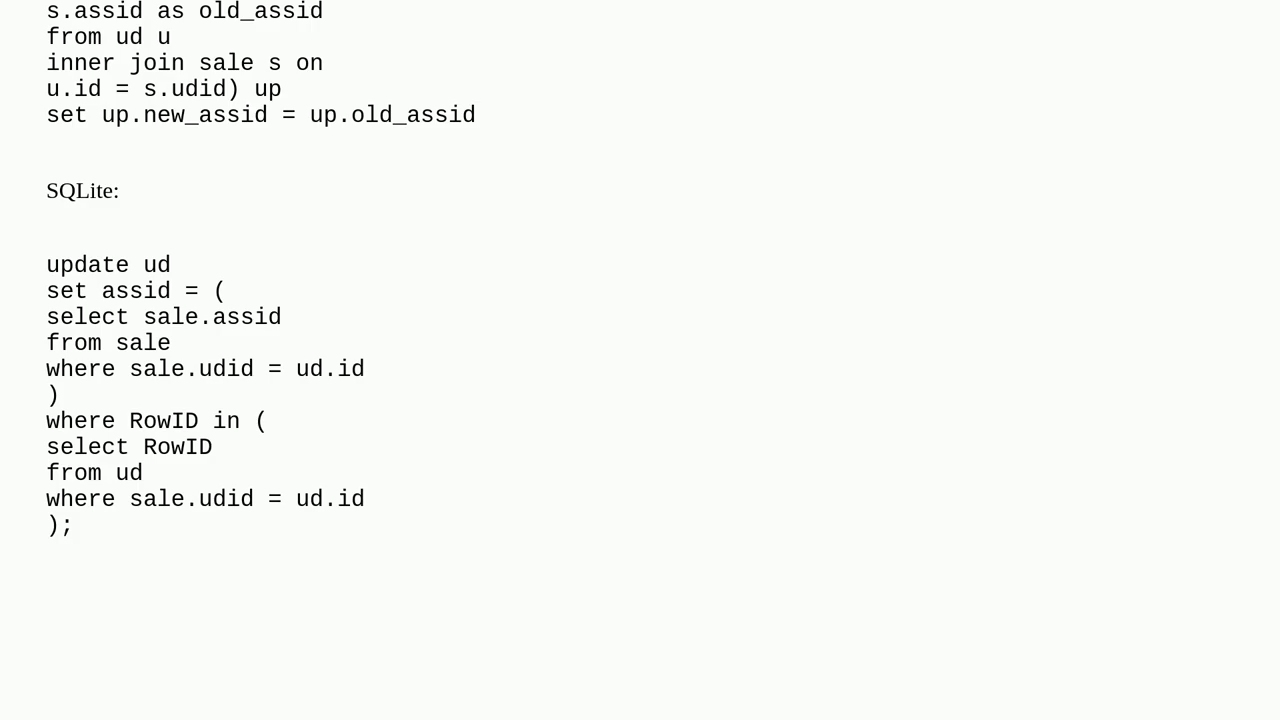 s.assid as old_assid
from ud u
inner join sale s on
u.id = s.udid) up
set up.new_assid = up.old_assid
SQLite:
update ud
set assid = (
select sale.assid
from sale
where sale.udid = ud.id
)
where RowID in (
select RowID
from ud
where sale.udid = ud.id
);